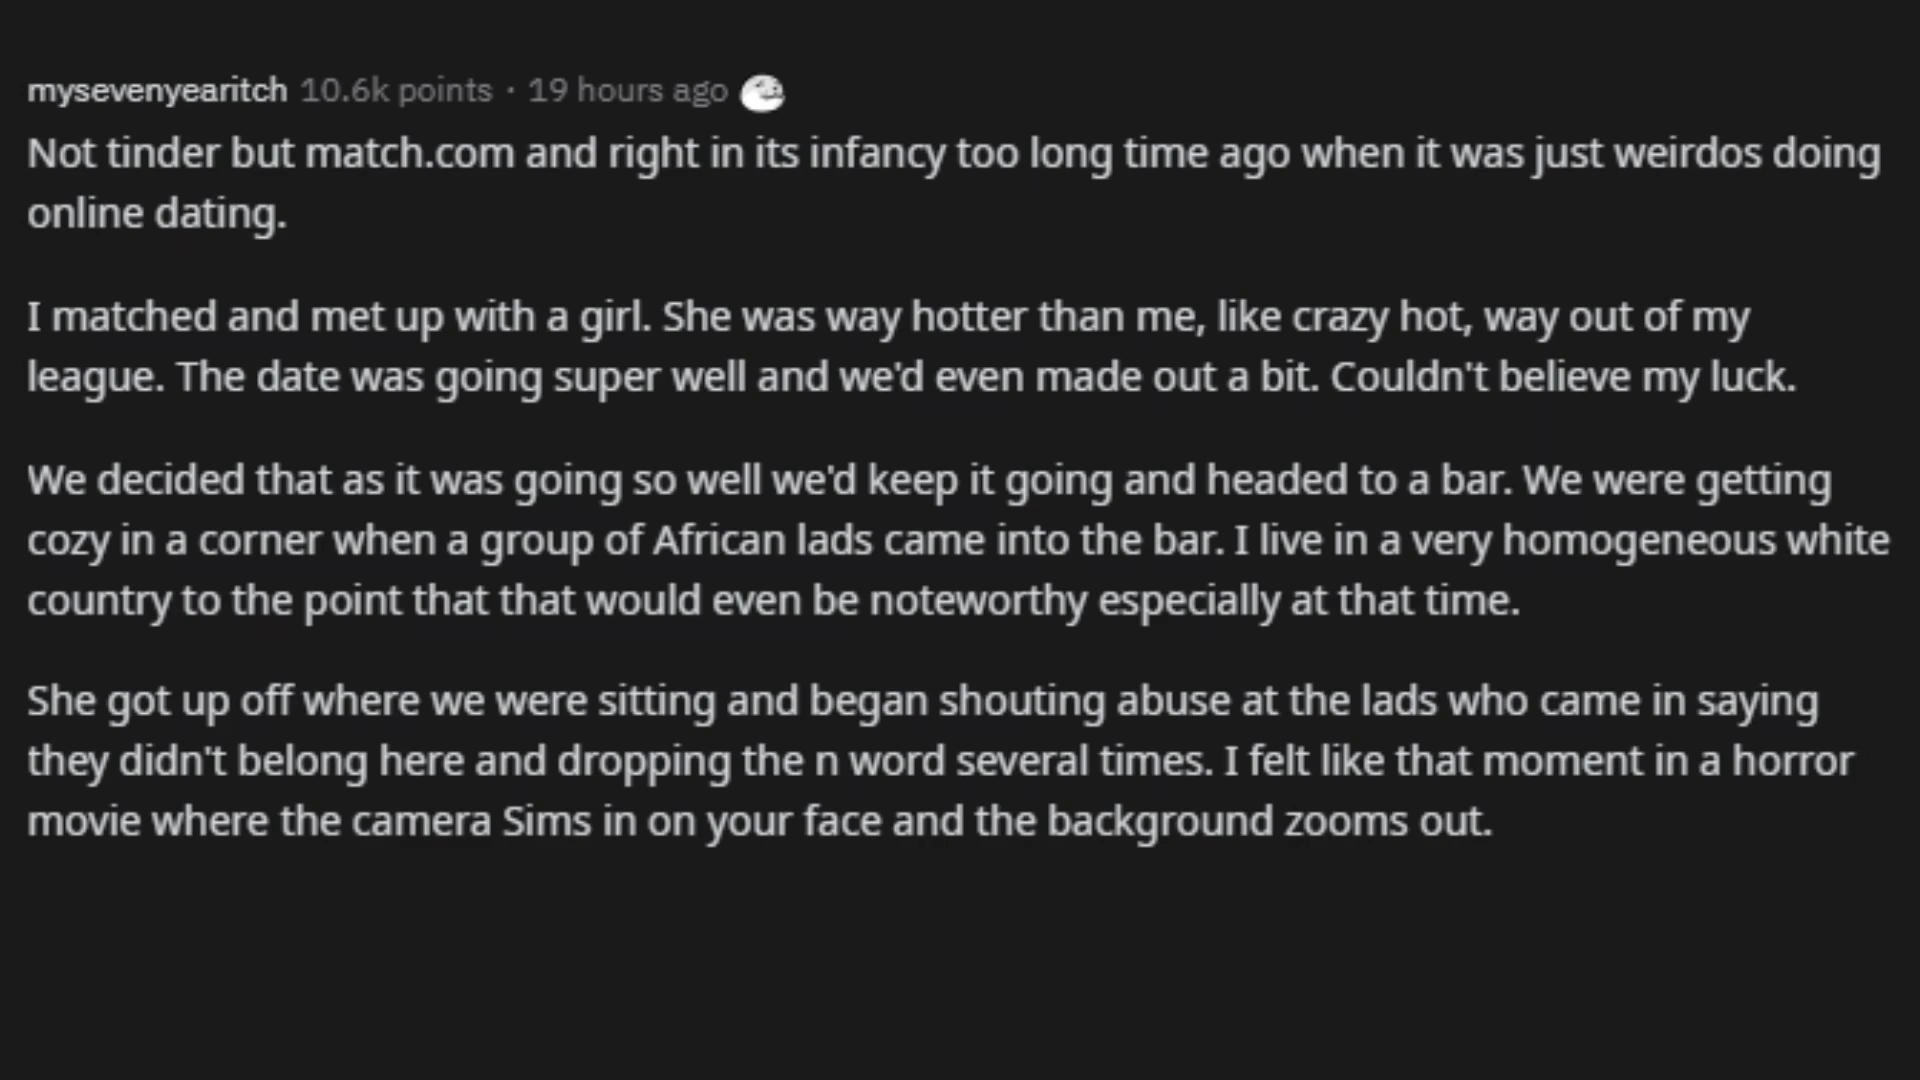 mysevenyearitch 10.6k points · 19 hours ago
Not tinder but match.com and right in its infancy too long time ago when it was just weirdos doing
online dating.
I matched and met up with a girl. She was way hotter than me, like crazy hot, way out of my
league. The date was going super well and we'd even made out a bit. Couldn't believe my luck.
We decided that as it was going so well we'd keep it going and headed to a bar. We were getting
cozy in a corner when a group of African lads came into the bar. I live in a very homogeneous white
country to the point that that would even be noteworthy especially at that time.
She got up off where we were sitting and began shouting abuse at the lads who came in saying
they didn't belong here and dropping the n word several times. I felt like that moment in a horror
movie where the camera Sims in on your face and the background zooms out.